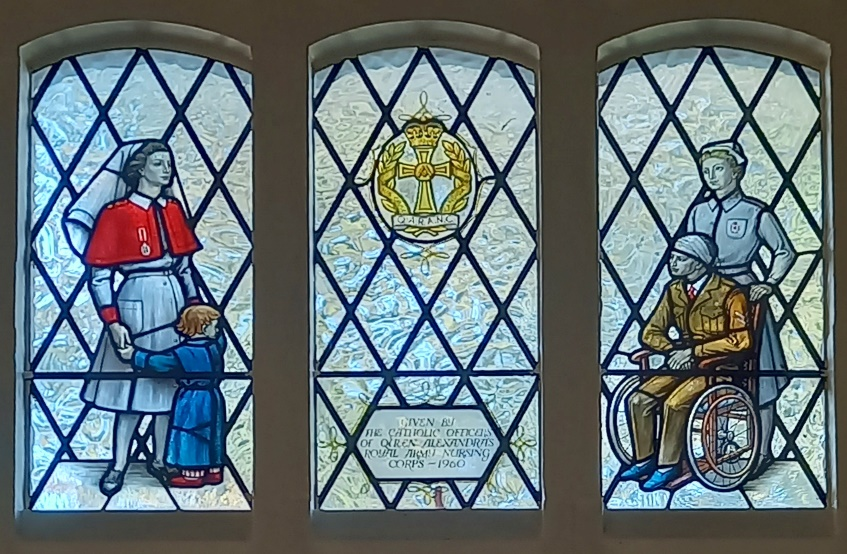 Q·A·R·A·N·C
GIVEN BY
THE CATHOLIC OFFICERS
OF QUEEN ALEXANDRA'S
ROYAL ARMY NURSING
CORPS – 1960